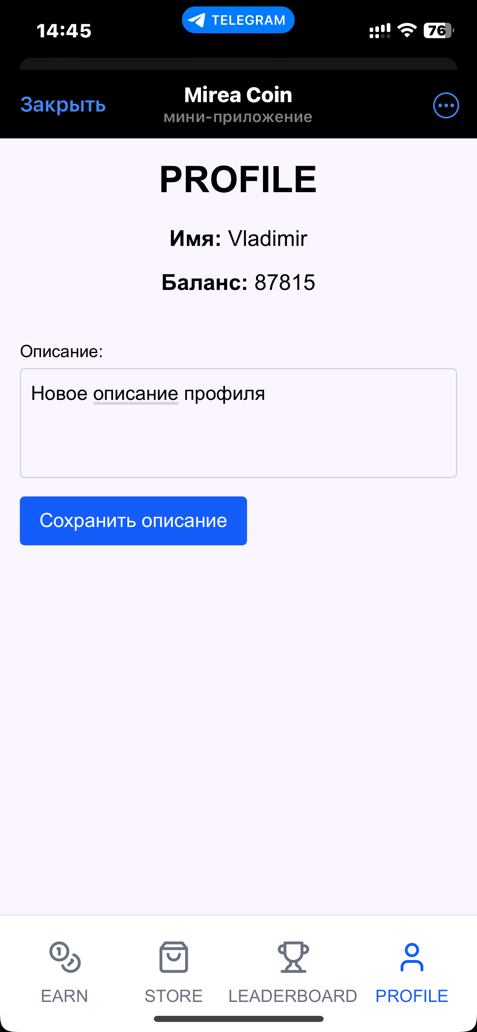 14:45
TELEGRAM
76
Закрыть
Mirea Coin
мини-приложение
PROFILE
Имя: Vladimir
Баланс: 87815
Описание:
Новое описание профиля
Сохранить описание
EARN
STORE
LEADERBOARD
PROFILE